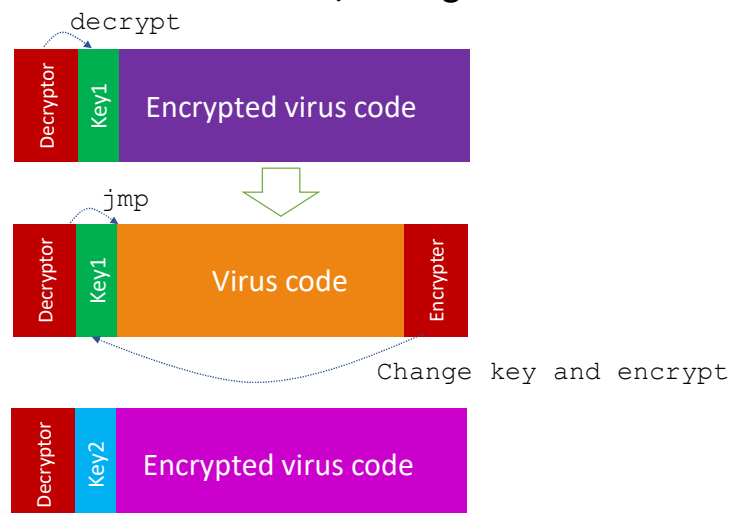 decrypt
Decryptor
Key1
Encrypted virus code
jmp
Decryptor
Key1
Virus code
Encrypter
Change key and encrypt
Decryptor
Key2
Encrypted virus code